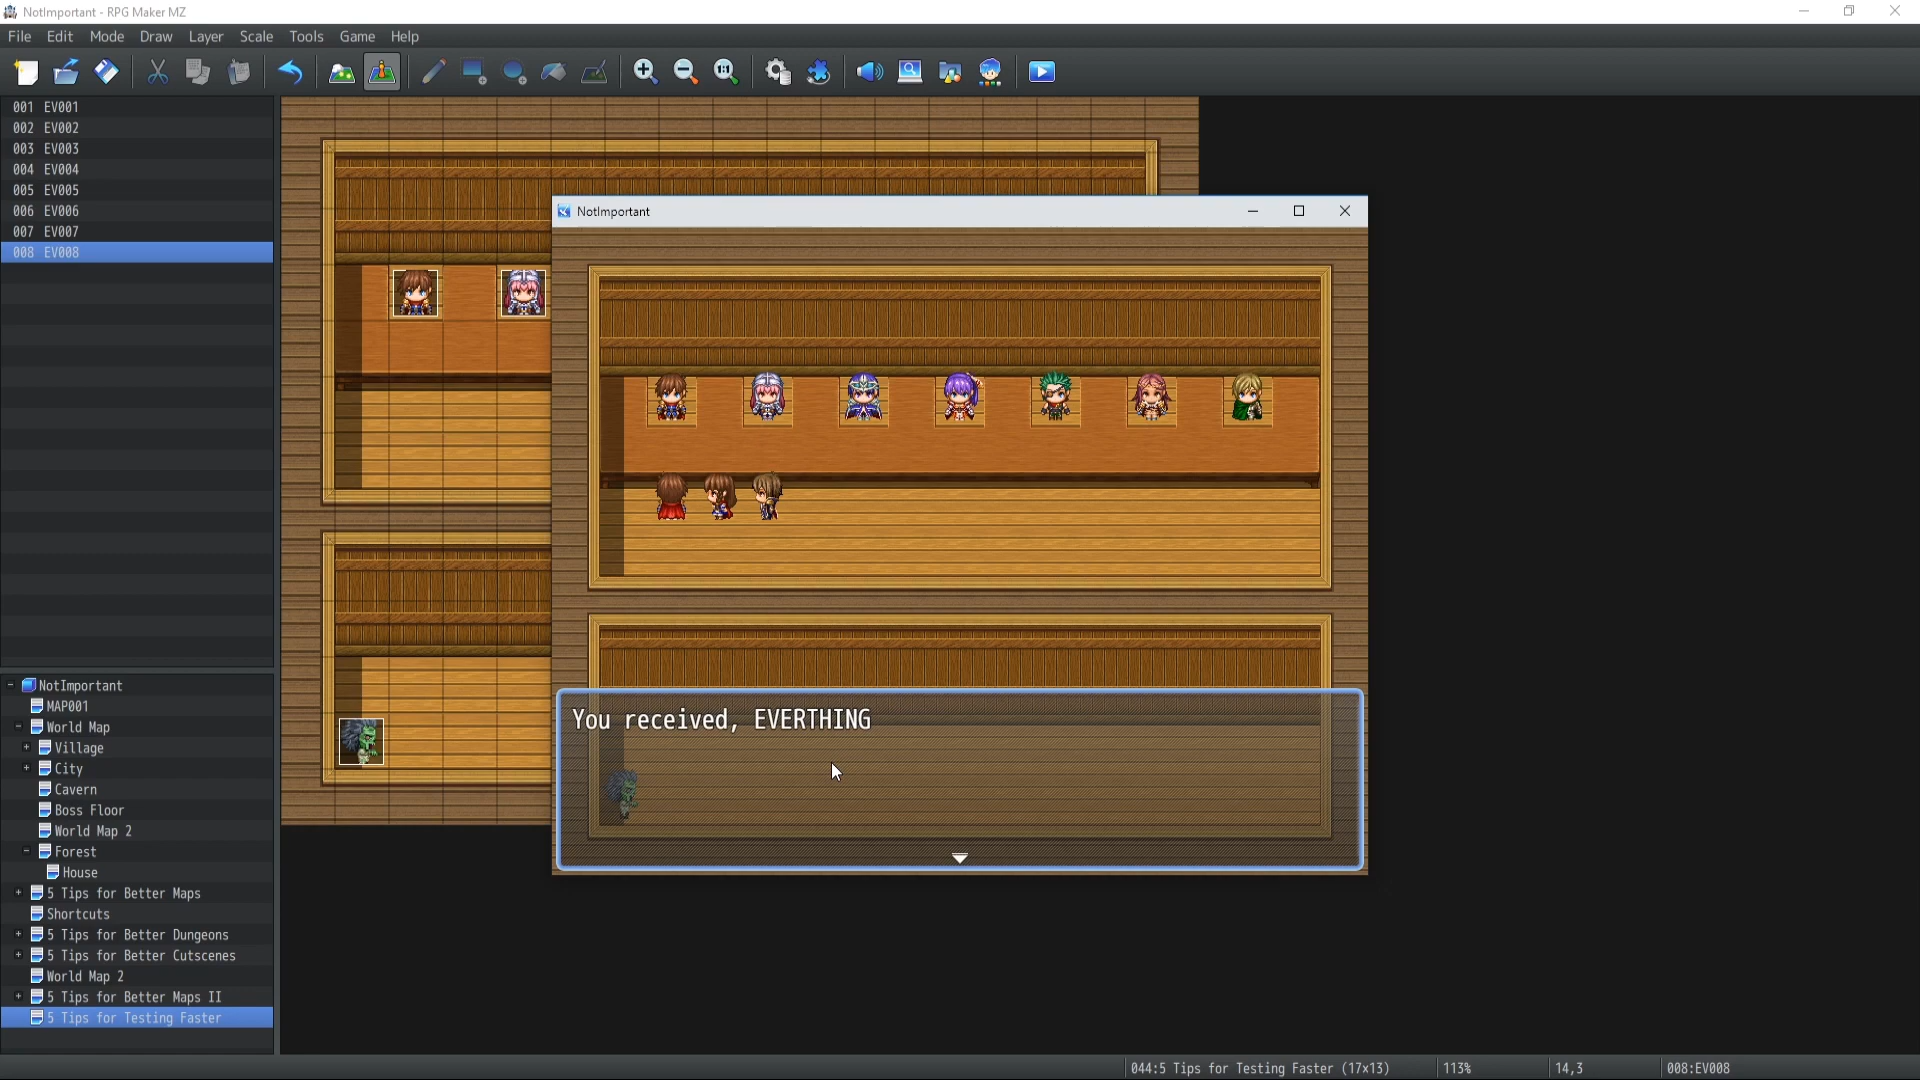 NotImportant - RPG Maker MZ
File Edit Mode Draw Layer Scale Tools Game Help
1:1
001 EV001
002 EV002
003 EV003
004 EV004
005 EV005
006 EV006
007 EV007
008 EV008
NotImportant
You received, EVERTHING
NotImportant
MAP001
World Map
Village
City
Cavern
Boss Floor
World Map 2
Forest
House
5 Tips for Better Maps
Shortcuts
5 Tips for Better Dungeons
5 Tips for Better Cutscenes
World Map 2
5 Tips for Better Maps II
5 Tips for Testing Faster
044:5 Tips for Testing Faster (17x13) 113% 14,3 008:EV008